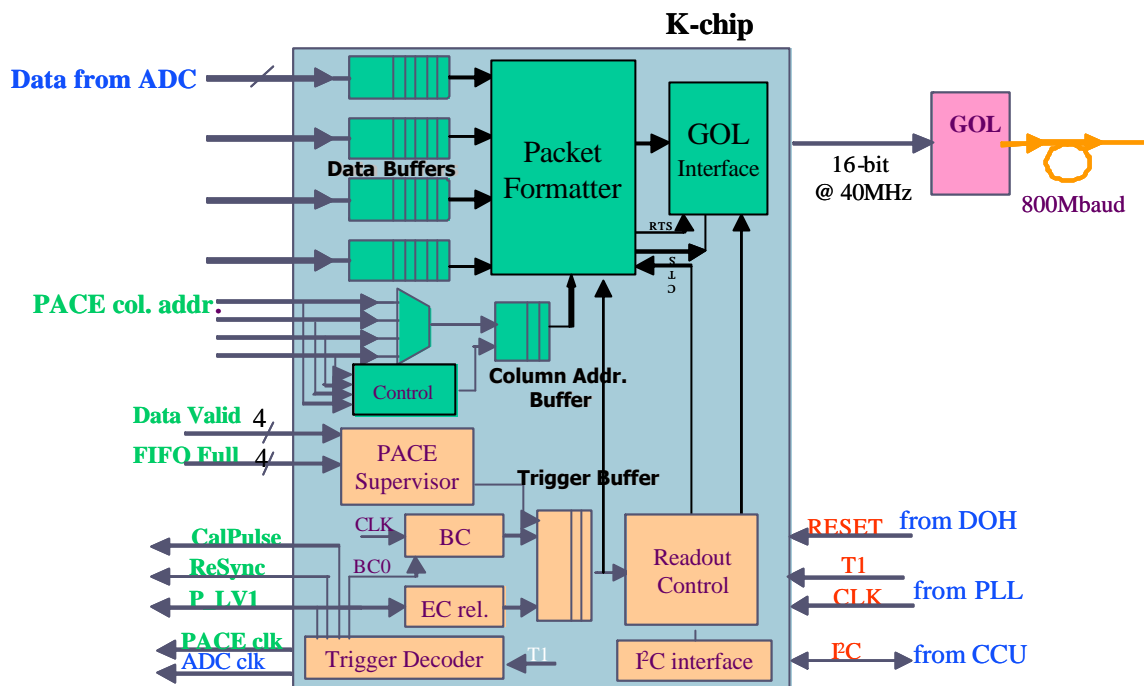 K-chip
Data from ADC
Data Buffers
Packet
Formatter
GOL
Interface
GOL
16-bit
@ 40MHz
800Mbaud
RTS
CTS
PACE col. addr.
Control
Column Addr.
Buffer
Data Valid 4
FIFO Full 4
PACE
Supervisor
Trigger Buffer
CLK
BC
BC0
EC rel.
Readout
Control
CalPulse
ReSync
P_LV1
PACE clk
ADC clk
Trigger Decoder
T1
I²C interface
RESET from DOH
T1
CLK from PLL
I²C from CCU